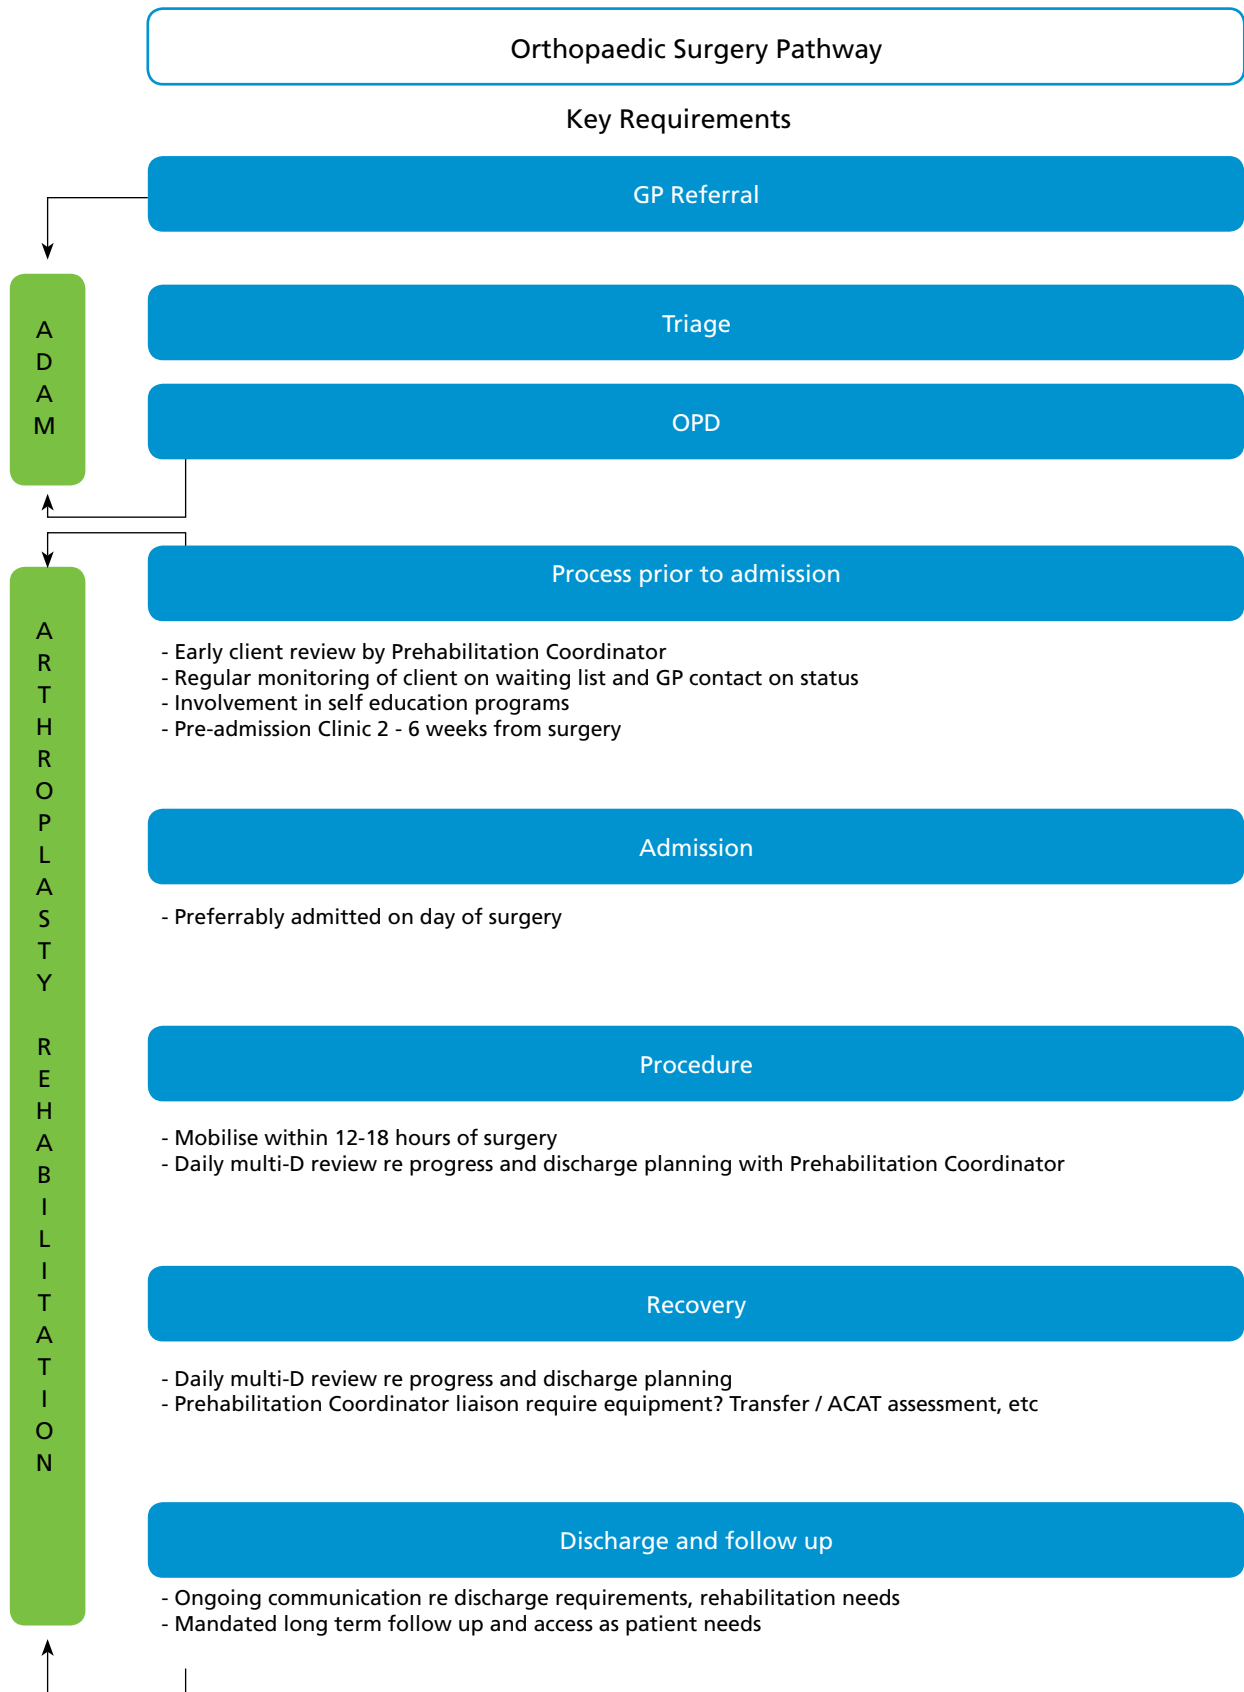 Orthopaedic Surgery Pathway
Key Requirements
GP Referral
ADAM
Triage
OPD
ARTHROPLASTY REHABILITATION
Process prior to admission
- Early client review by Prehabilitation Coordinator
- Regular monitoring of client on waiting list and GP contact on status
- Involvement in self education programs
- Pre-admission Clinic 2 - 6 weeks from surgery
Admission
- Preferrably admitted on day of surgery
Procedure
- Mobilise within 12-18 hours of surgery
- Daily multi-D review re progress and discharge planning with Prehabilitation Coordinator
Recovery
- Daily multi-D review re progress and discharge planning
- Prehabilitation Coordinator liaison require equipment? Transfer / ACAT assessment, etc
Discharge and follow up
- Ongoing communication re discharge requirements, rehabilitation needs
- Mandated long term follow up and access as patient needs